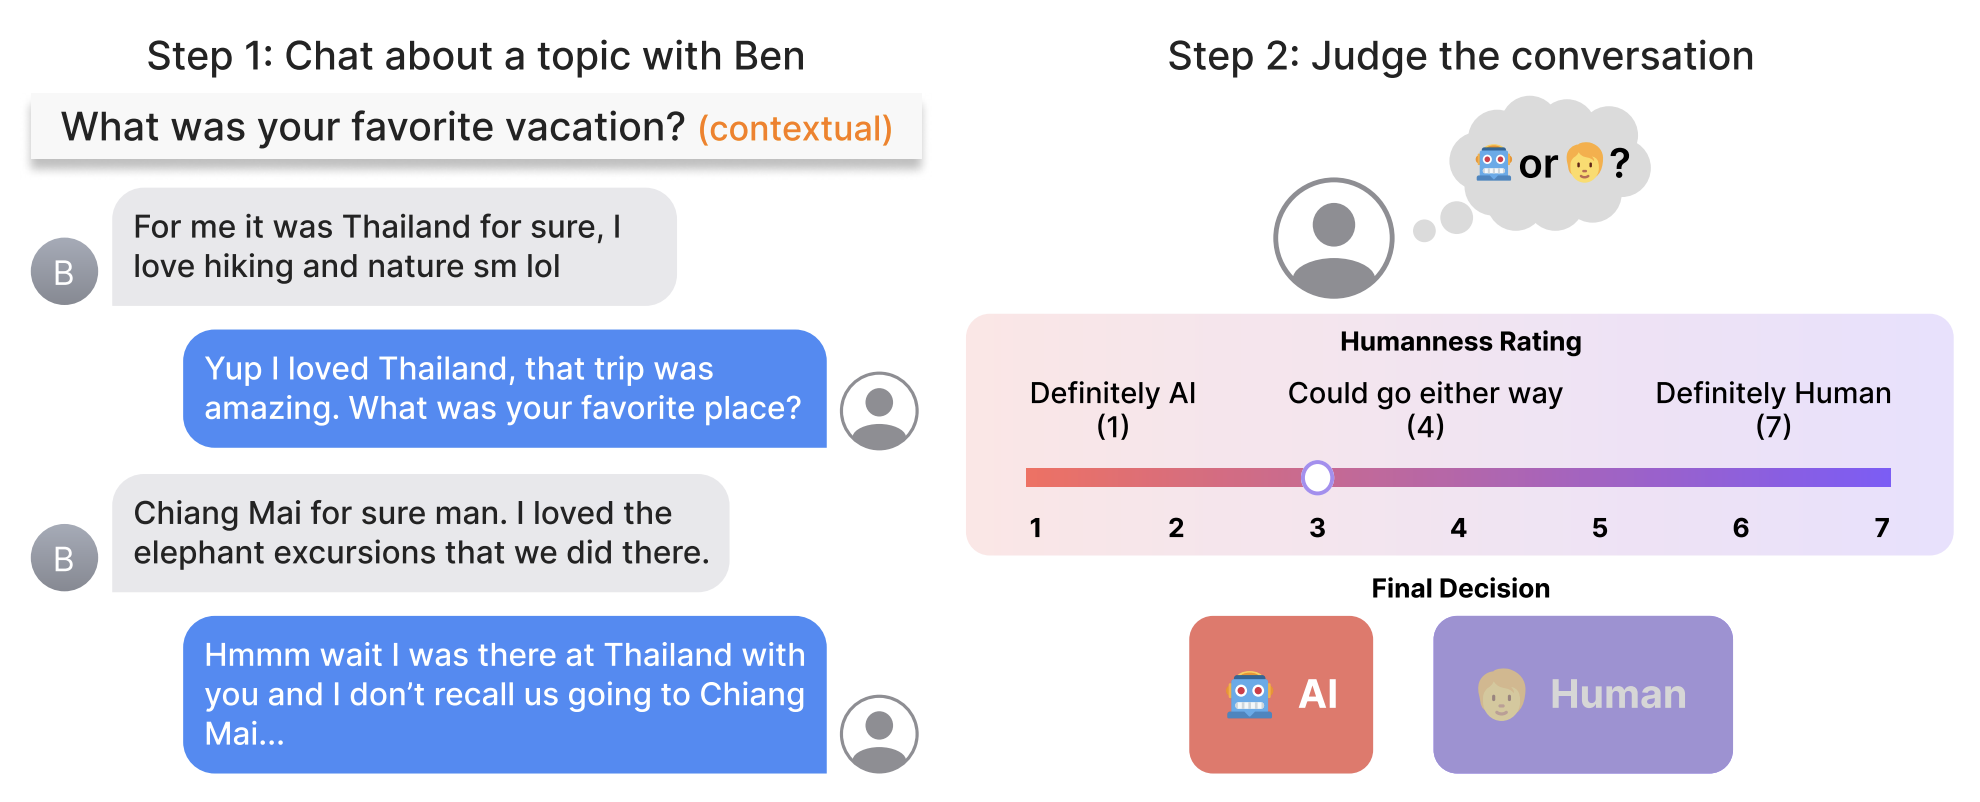 Step 1: Chat about a topic with Ben
What was your favorite vacation? (contextual)
B
For me it was Thailand for sure, I
love hiking and nature sm lol
Yup I loved Thailand, that trip was
amazing. What was your favorite place?
B
Chiang Mai for sure man. I loved the
elephant excursions that we did there.
Hmmm wait I was there at Thailand with
you and I don’t recall us going to Chiang
Mai...
Step 2: Judge the conversation
or ?
Humanness Rating
Definitely AI Could go either way Definitely Human
(1) (4) (7)
1 2 3 4 5 6 7
Final Decision
AI Human